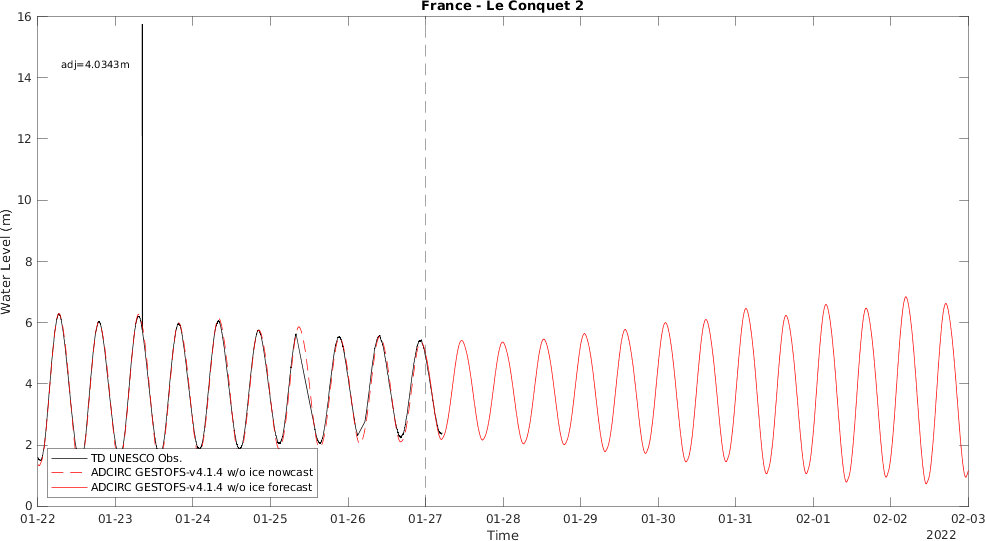 France - Le Conquet 2
16
adj=4.0343m
14
12
10
8
6
4
2
0
Water Level (m)
TD UNESCO Obs.
ADCIRC GESTOFS-v4.1.4 w/o ice nowcast
ADCIRC GESTOFS-v4.1.4 w/o ice forecast
01-22 01-23 01-24 01-25 01-26 01-27 01-28 01-29 01-30 01-31 02-01 02-02 02-03
Time
2022